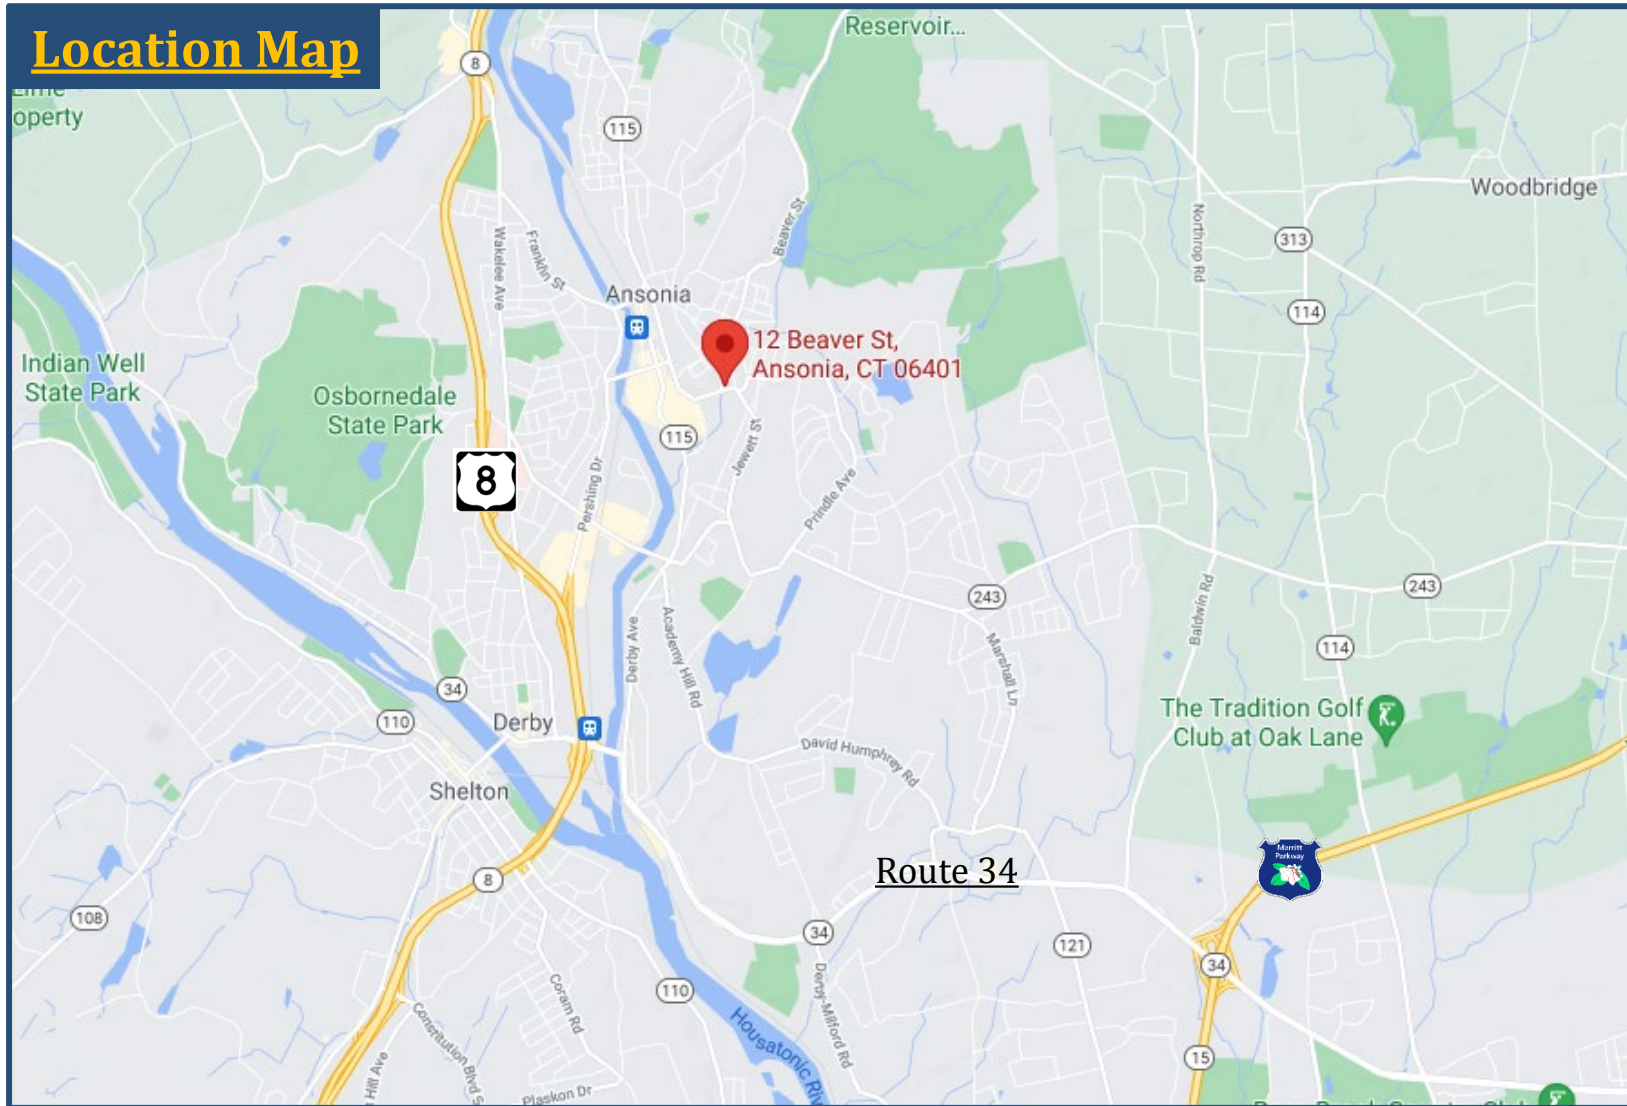 Location Map
Reservoir...
operty
8
115
Woodbridge
Beaver St
Northrop Rd
313
Wakelee Ave
Franklin St
Ansonia
114
12 Beaver St,
Ansonia, CT 06401
Indian Well
State Park
Osbornedale
State Park
115
Jewett St
8
Pershing Dr
Prindle Ave
243
243
Baldwin Rd
Academy Hill Rd
Derby Ave
Marshall Ln
114
34
110
Derby
The Tradition Golf
Club at Oak Lane
David Humphrey Rd
Shelton
Merritt
Parkway
Route 34
8
108
34
121
34
110
Coram Rd
Derby-Milford Rd
Constitution Blvd S
Housatonic Riv
15
Hill Ave
Plaskon Dr